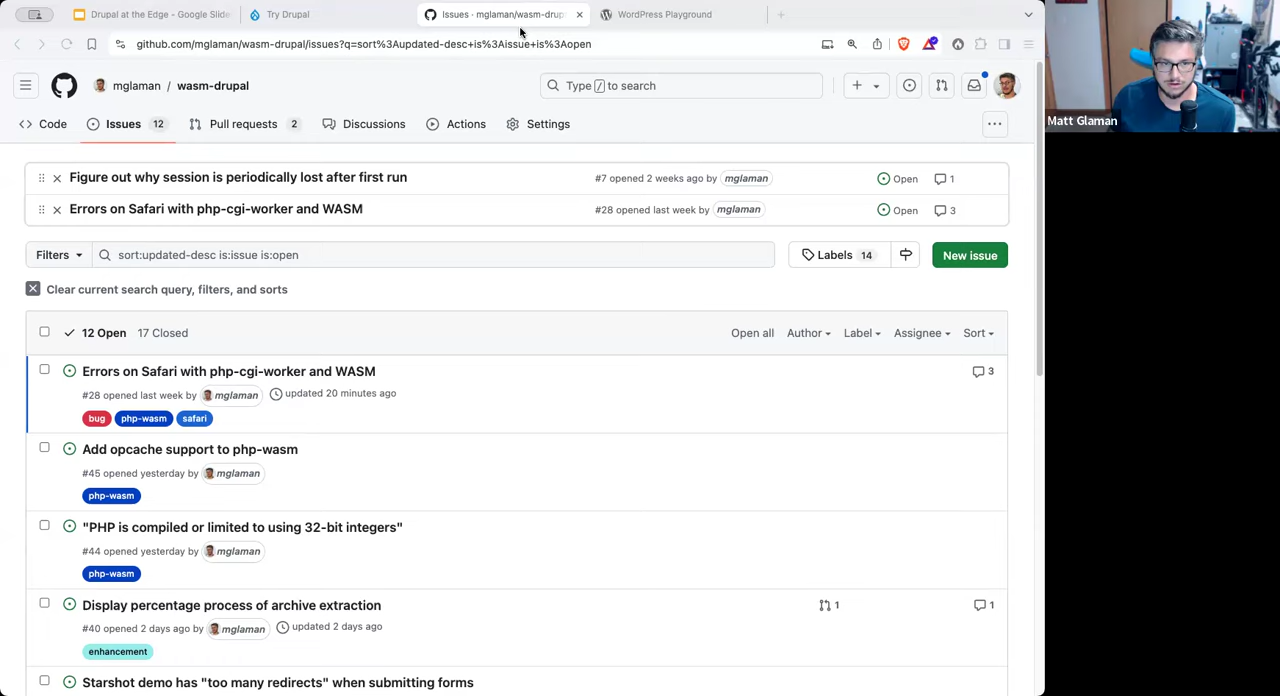 Drupal at the Edge - Google Slide
Try Drupal
Issues · mglaman/wasm-drup
WordPress Playground
github.com/mglaman/wasm-drupal/issues?q=sort%3Aupdated-desc+is%3Aissue+is%3Aopen
mglaman / wasm-drupal
Type / to search
Code
Issues 12
Pull requests 2
Discussions
Actions
Settings
Matt Glaman
Figure out why session is periodically lost after first run
#7 opened 2 weeks ago by mglaman
Open
1
Errors on Safari with php-cgi-worker and WASM
#28 opened last week by mglaman
Open
3
Filters
sort:updated-desc is:issue is:open
Labels 14
New issue
Clear current search query, filters, and sorts
12 Open 17 Closed
Open all
Author
Label
Assignee
Sort
Errors on Safari with php-cgi-worker and WASM
3
#28 opened last week by mglaman updated 20 minutes ago
bug php-wasm safari
Add opcache support to php-wasm
#45 opened yesterday by mglaman
php-wasm
"PHP is compiled or limited to using 32-bit integers"
#44 opened yesterday by mglaman
php-wasm
Display percentage process of archive extraction
1
1
#40 opened 2 days ago by mglaman updated 2 days ago
enhancement
Starshot demo has "too many redirects" when submitting forms